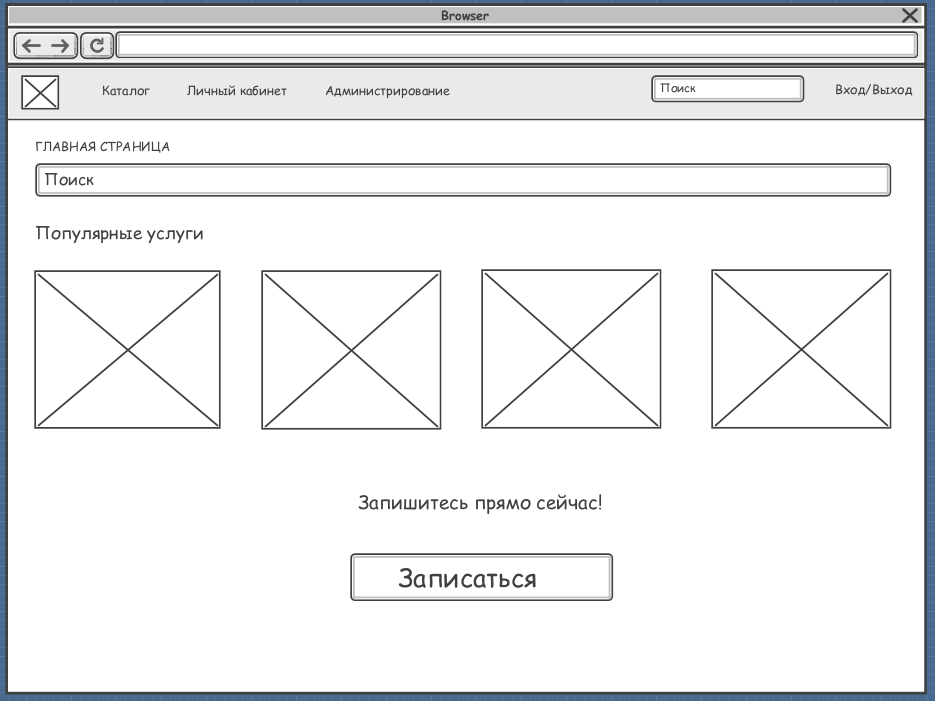 Browser
Каталог Личный кабинет Администрирование Поиск Вход/Выход
ГЛАВНАЯ СТРАНИЦА
Поиск
Популярные услуги
Запишитесь прямо сейчас!
Записаться